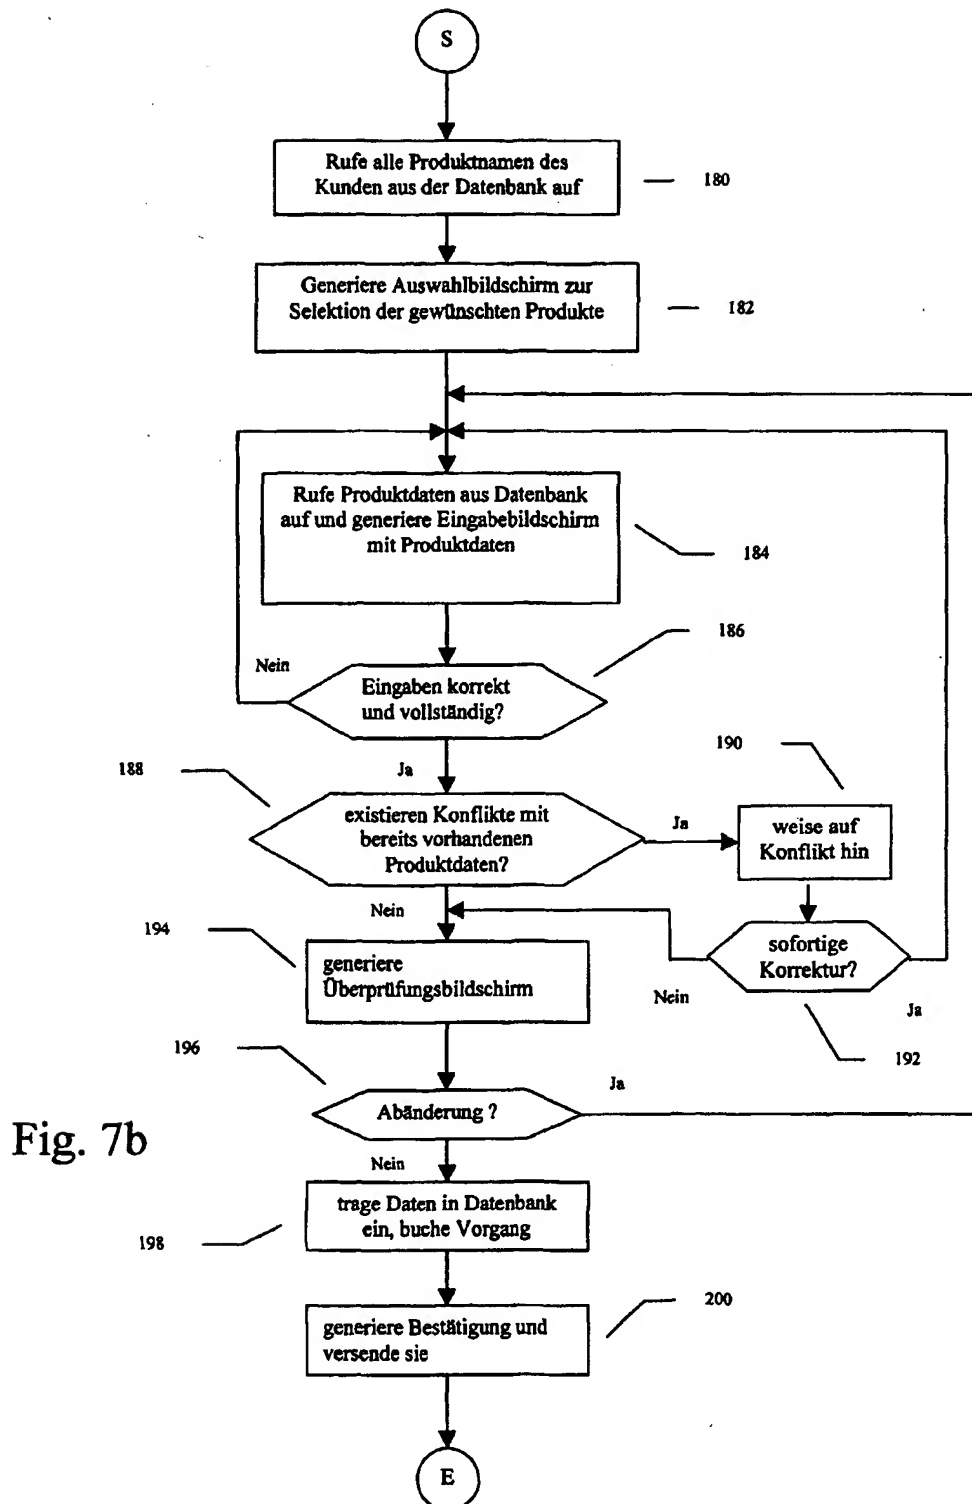 S
Rufe alle Produktnamen des
Kunden aus der Datenbank auf
180
Generiere Auswahlbildschirm zur
Selektion der gewünschten Produkte
182
Rufe Produktdaten aus Datenbank
auf und generiere Eingabebildschirm
mit Produktdaten
184
186
Nein
Eingaben korrekt
und vollständig?
Ja
188
190
existieren Konflikte mit
bereits vorhandenen
Produktdaten?
Ja
weise auf
Konflikt hin
Nein
194
generiere
Überprüfungsbildschirm
sofortige
Korrektur?
Nein
Ja
192
196
Ja
Abänderung ?
Fig. 7b
Nein
trage Daten in Datenbank
ein, buche Vorgang
198
200
generiere Bestätigung und
versende sie
E